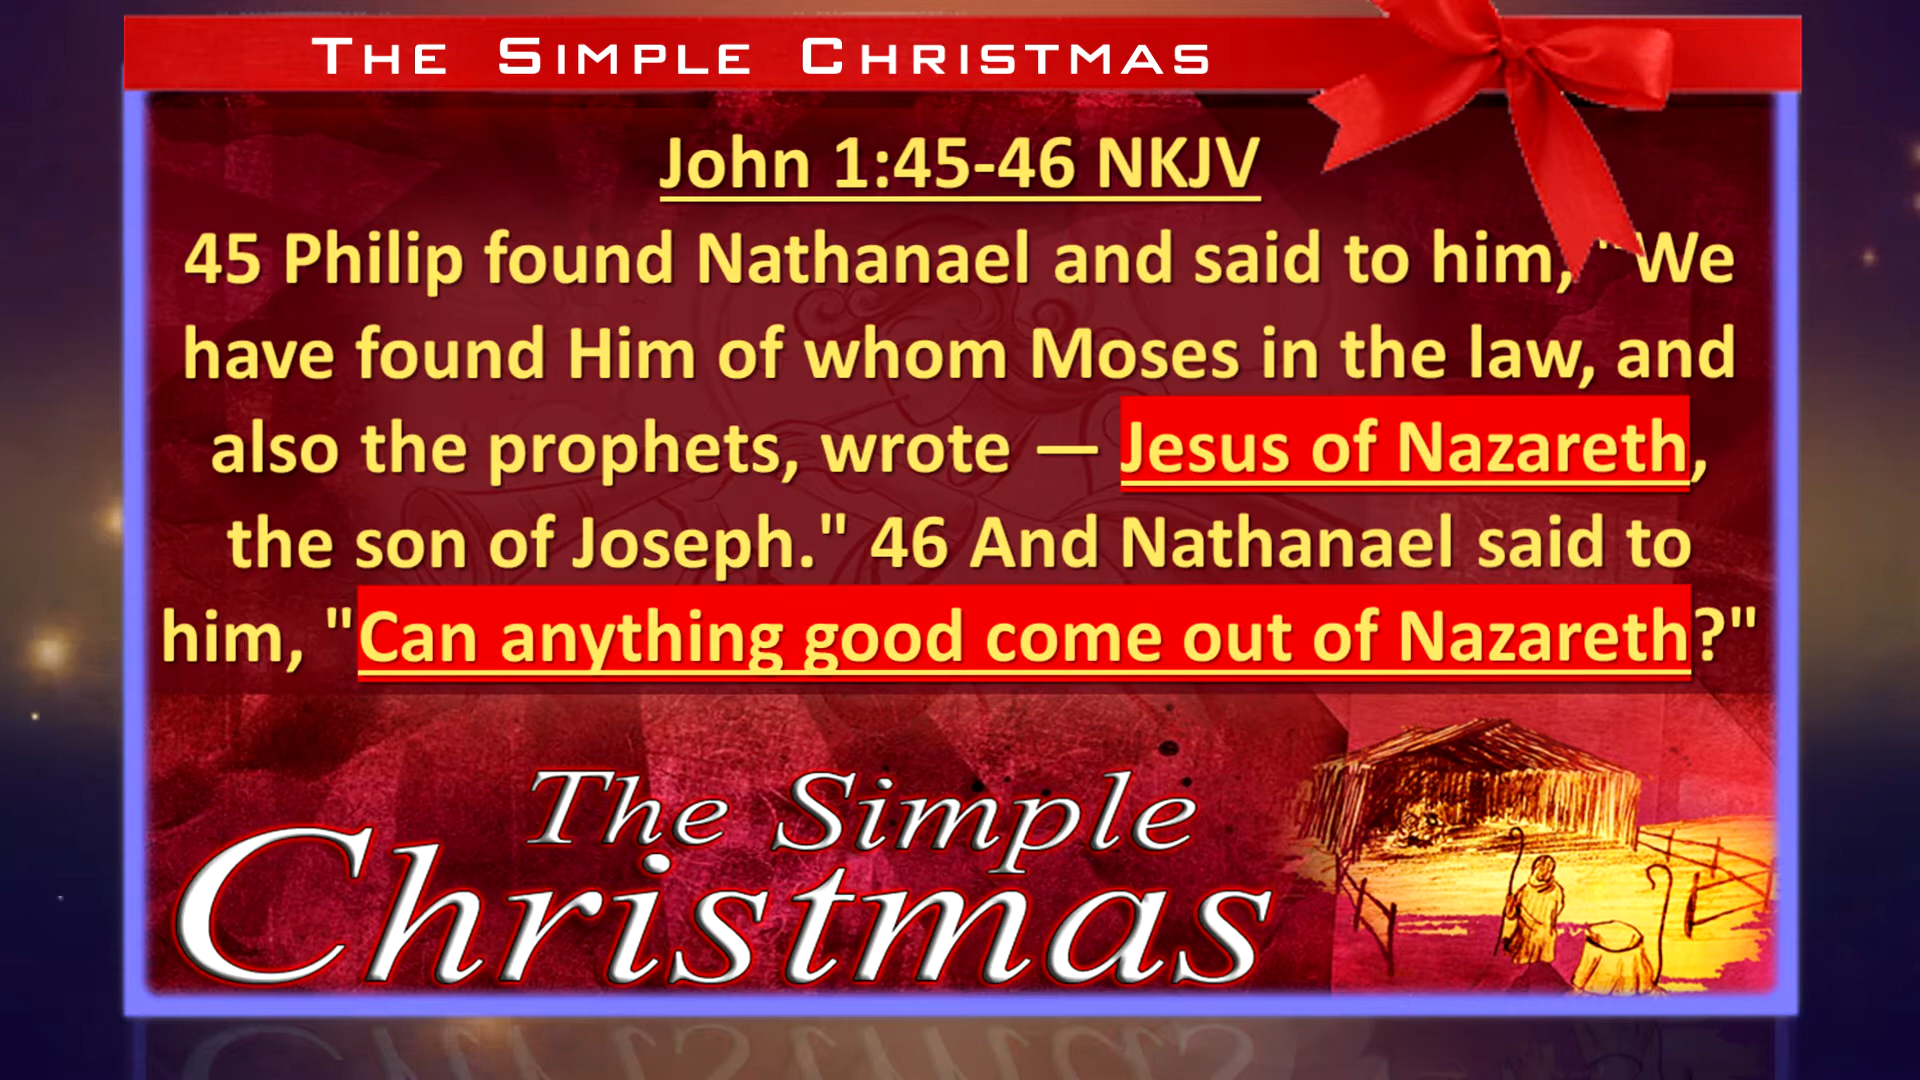 The Simple Christmas
John 1:45-46 NKJV
45 Philip found Nathanael and said to him, "We
have found Him of whom Moses in the law, and
also the prophets, wrote — Jesus of Nazareth,
the son of Joseph." 46 And Nathanael said to
him, "Can anything good come out of Nazareth?"
The Simple
Christmas